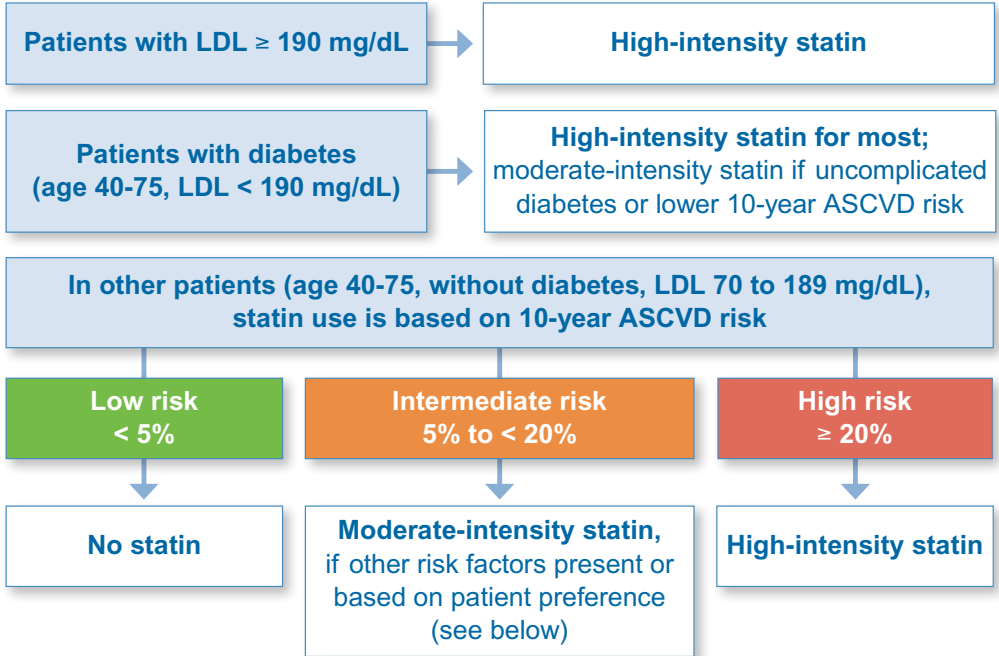 Patients with LDL ≥ 190 mg/dL
High-intensity statin
Patients with diabetes
(age 40-75, LDL < 190 mg/dL)
High-intensity statin for most;
moderate-intensity statin if uncomplicated
diabetes or lower 10-year ASCVD risk
In other patients (age 40-75, without diabetes, LDL 70 to 189 mg/dL),
statin use is based on 10-year ASCVD risk
Low risk
< 5%
Intermediate risk
5% to < 20%
High risk
≥ 20%
No statin
Moderate-intensity statin,
if other risk factors present or
based on patient preference
(see below)
High-intensity statin